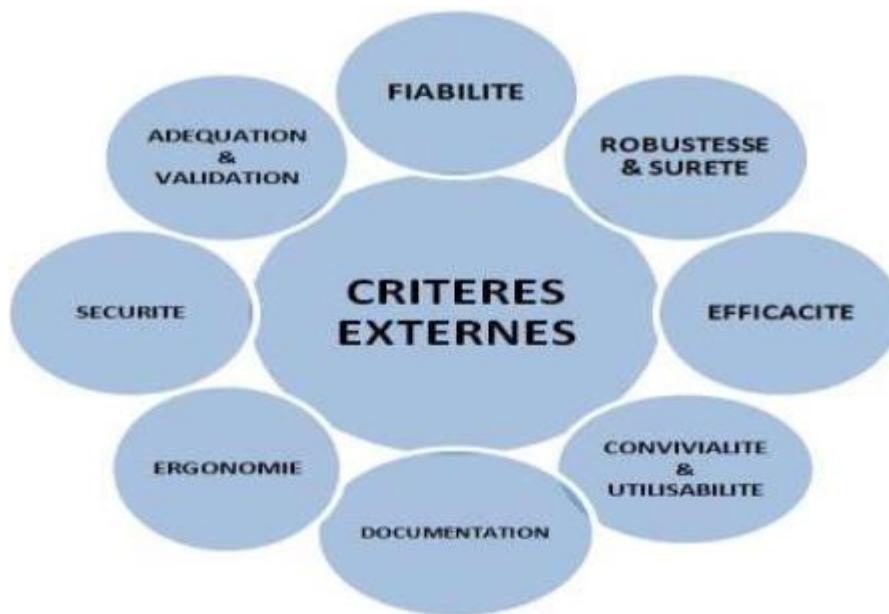 FIABILITE
ADEQUATION
&
VALIDATION
ROBUSTESSE
& SURETE
SECURITE
CRITERES
EXTERNES
EFFICACITE
ERGONOMIE
CONVIVIALITE
&
UTILISABILITE
DOCUMENTATION